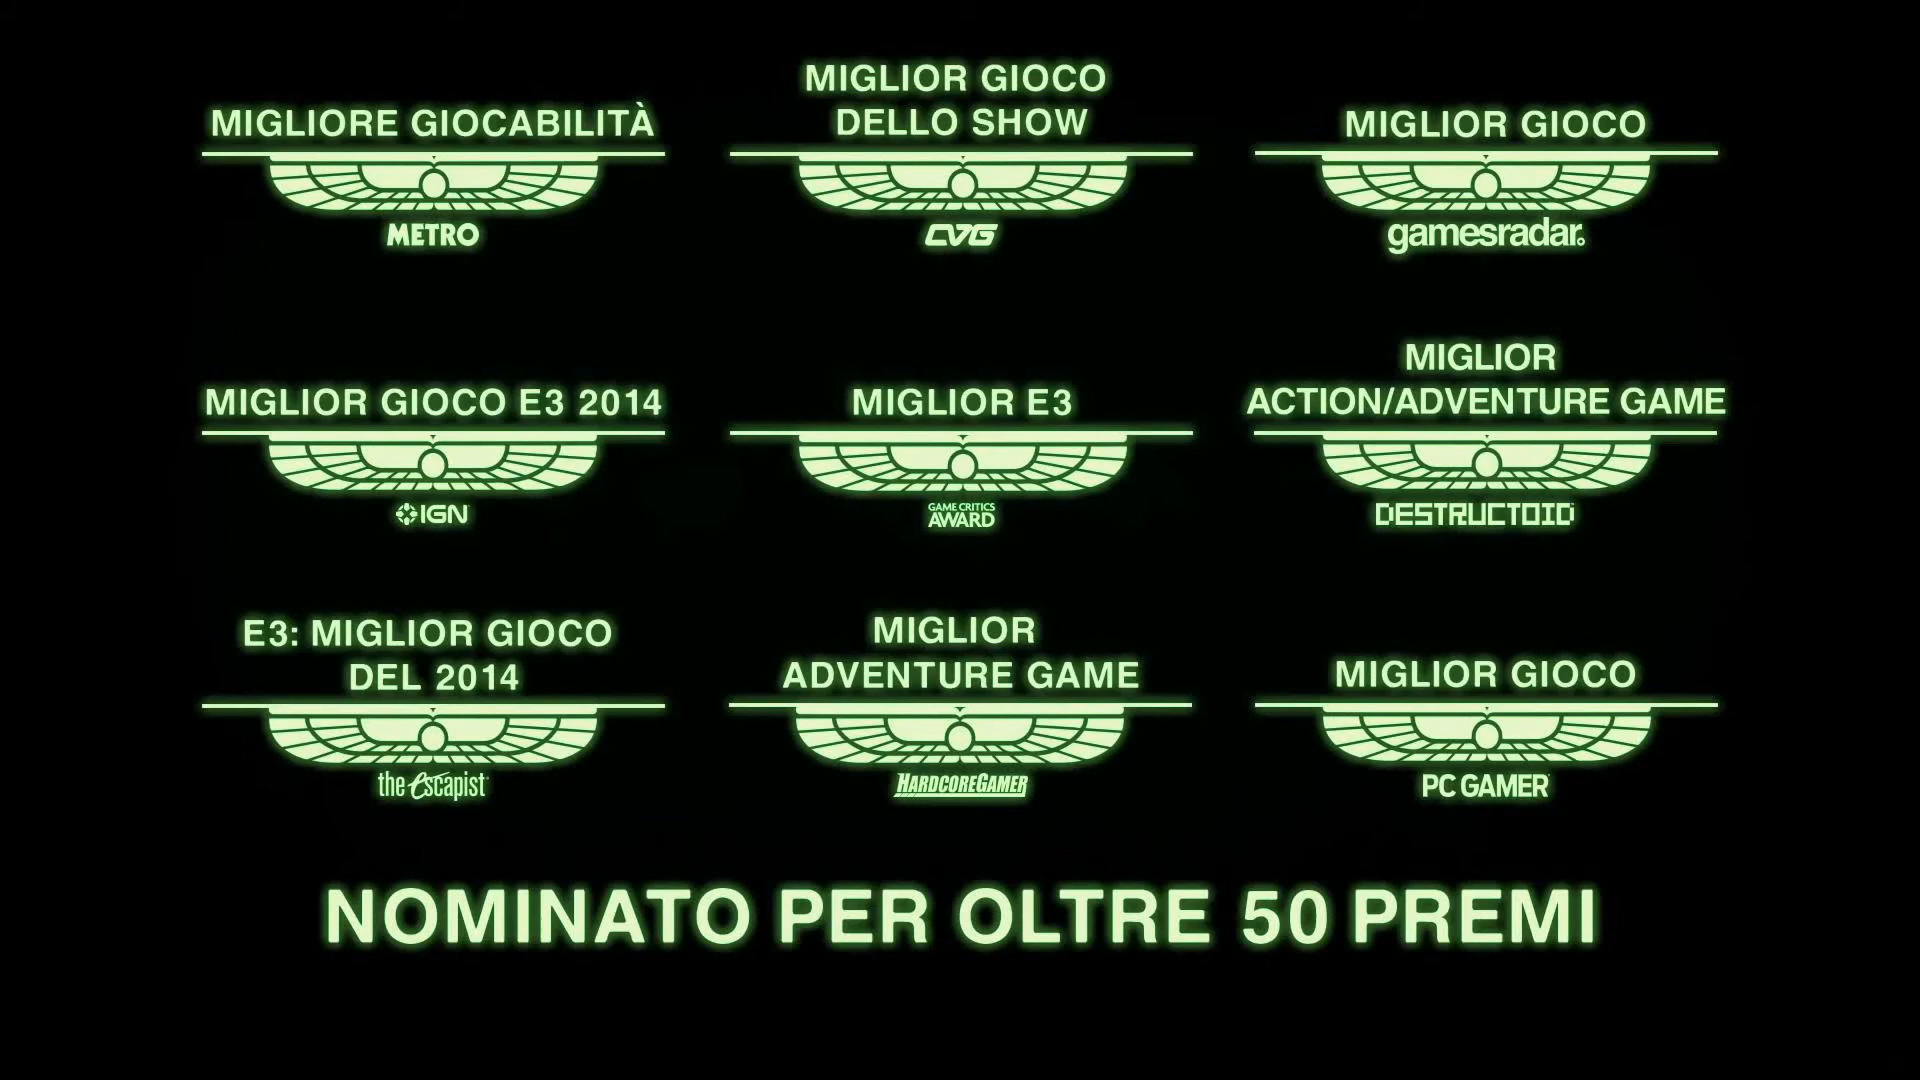 MIGLIORE GIOCABILITÀ
METRO
MIGLIOR GIOCO
DELLO SHOW
CVG
MIGLIOR GIOCO
gamesradar.
MIGLIOR GIOCO E3 2014
IGN
MIGLIOR E3
GAME CRITICS
AWARD
MIGLIOR
ACTION/ADVENTURE GAME
DESTRUCTOID
E3: MIGLIOR GIOCO
DEL 2014
the escapist
MIGLIOR
ADVENTURE GAME
HARDCOREGAMER
MIGLIOR GIOCO
PC GAMER
NOMINATO PER OLTRE 50 PREMI